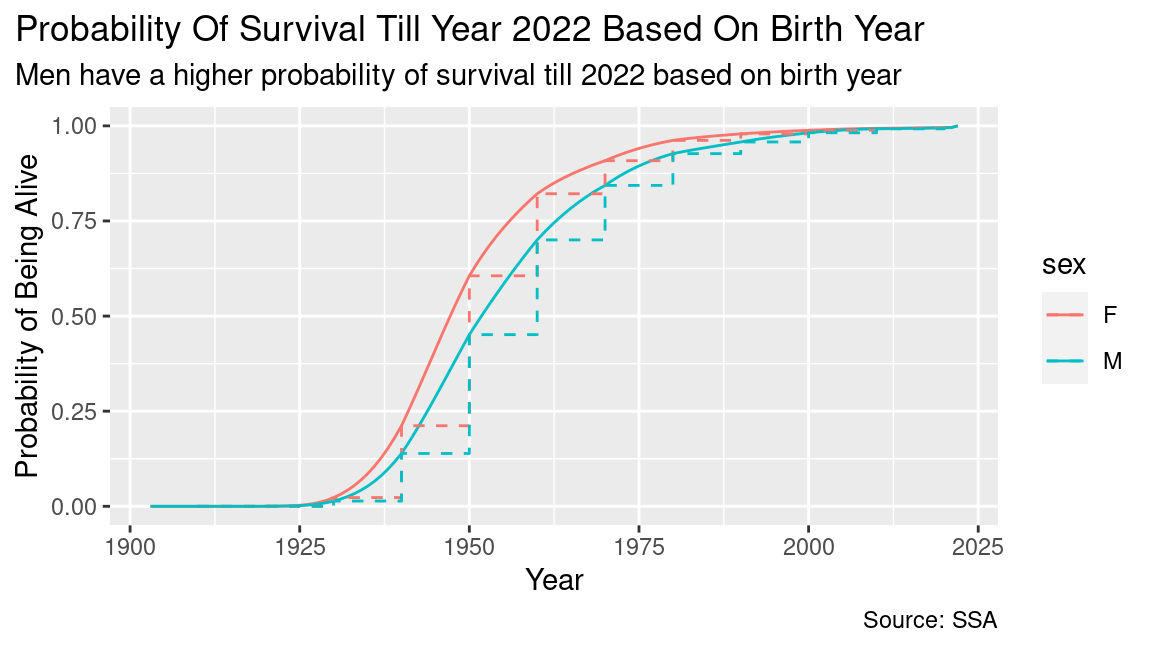 Probability Of Survival Till Year 2022 Based On Birth Year
Men have a higher probability of survival till 2022 based on birth year
Probability of Being Alive
1.00
0.75
0.50
0.25
0.00
1900 1925 1950 1975 2000 2025
Year
sex
F
M
Source: SSA